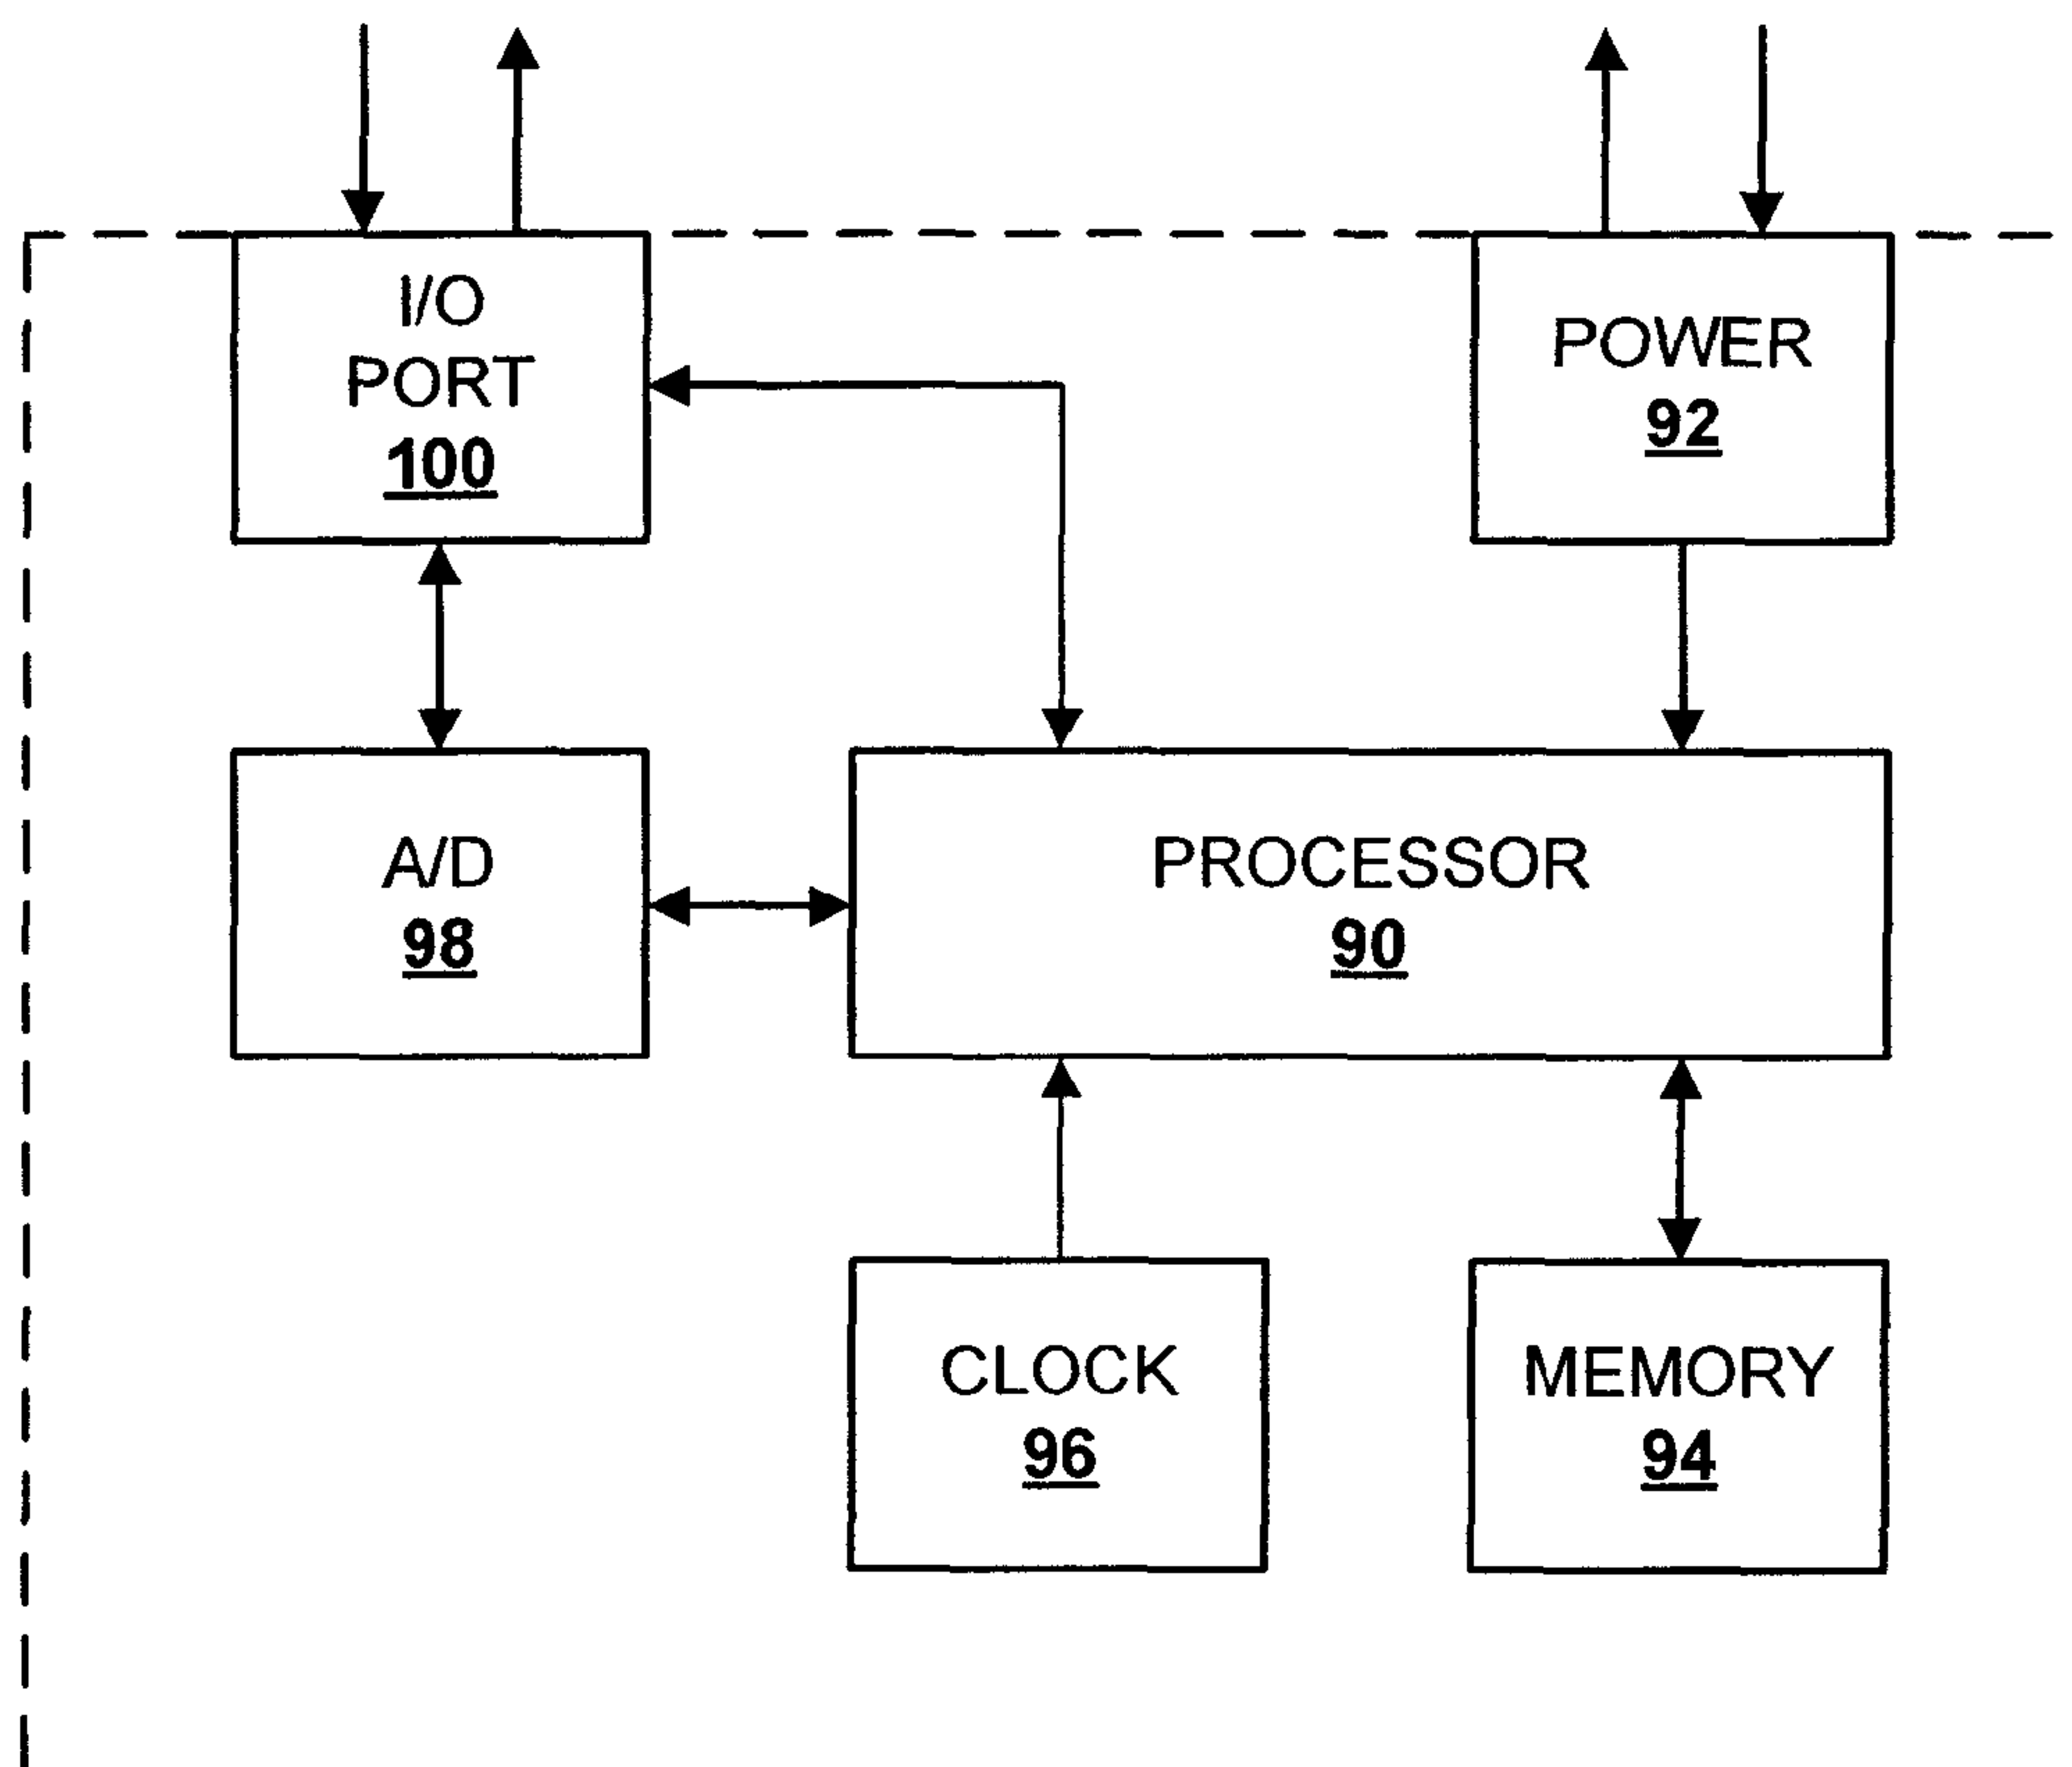 I/O
PORT
100
POWER
92
A/D
98
PROCESSOR
90
CLOCK
96
MEMORY
94